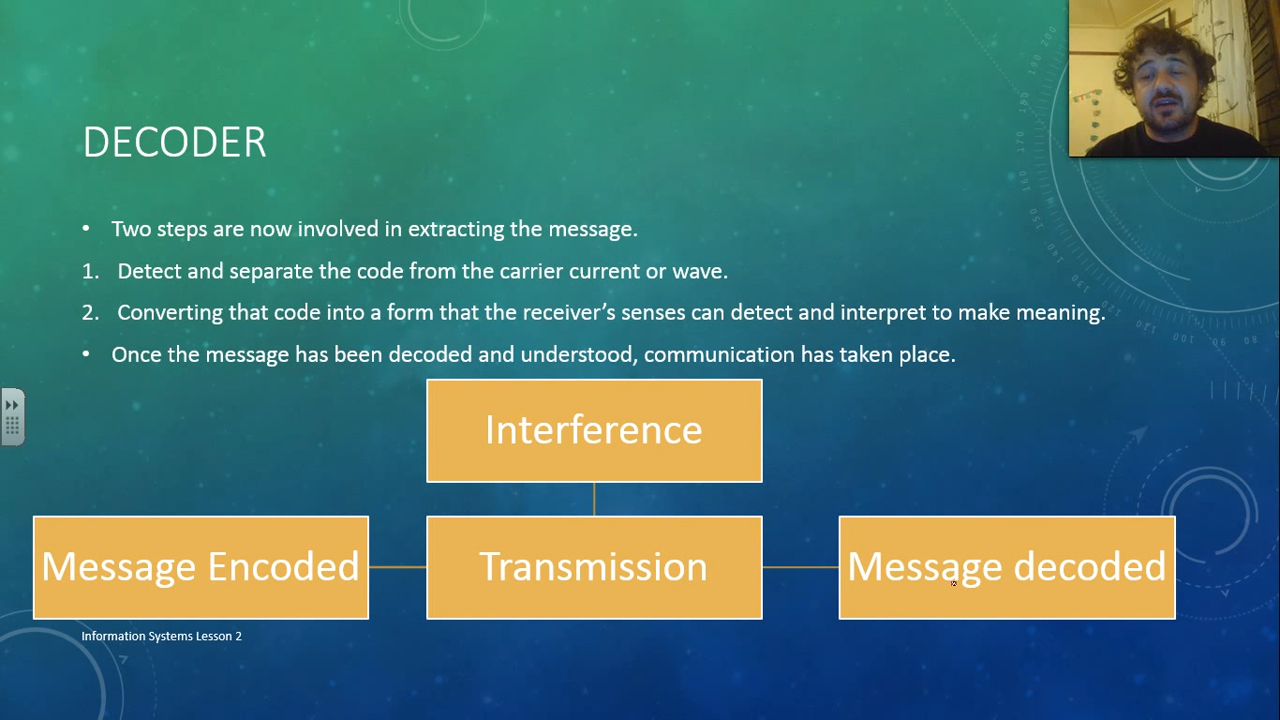 DECODER
• Two steps are now involved in extracting the message.
1. Detect and separate the code from the carrier current or wave.
2. Converting that code into a form that the receiver’s senses can detect and interpret to make meaning.
• Once the message has been decoded and understood, communication has taken place.
Interference
Message Encoded
Transmission
Message decoded
Information Systems Lesson 2